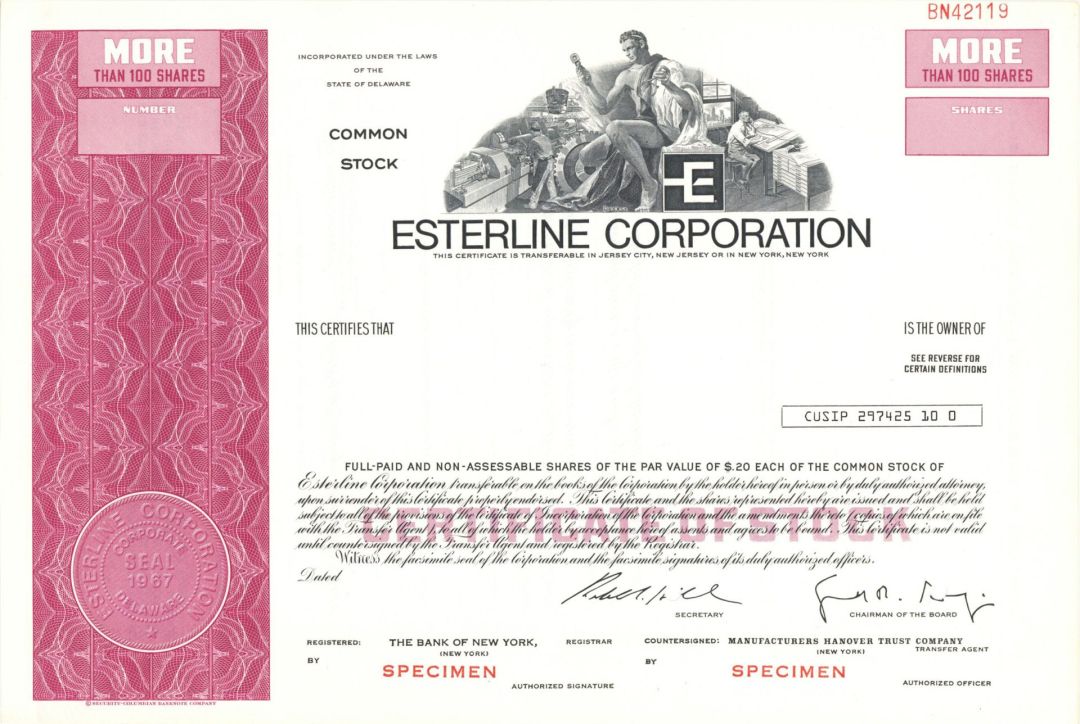 BN42119
MORE
THAN 100 SHARES
NUMBER
INCORPORATED UNDER THE LAWS
OF THE
STATE OF DELAWARE
COMMON
STOCK
E
MORE
THAN 100 SHARES
SHARES
ESTERLINE CORPORATION
THIS CERTIFICATE IS TRANSFERABLE IN JERSEY CITY, NEW JERSEY OR IN NEW YORK, NEW YORK
THIS CERTIFIES THAT
IS THE OWNER OF
SEE REVERSE FOR
CERTAIN DEFINITIONS
CUSIP 297425 10 0
FULL-PAID AND NON-ASSESSABLE SHARES OF THE PAR VALUE OF $.20 EACH OF THE COMMON STOCK OF
Esterline Corporation transferable on the books of the Corporation by the holder hereof in person or by duly authorized attorney,
upon surrender of this Certificate properly endorsed. This Certificate and the shares represented hereby are issued and shall be held
subject to all of the provisions of the Certificate of Incorporation of the Corporation and the amendments thereto, copies of which are on file
with the Transfer Agent, to all of which the holder by acceptance hereof assents and agrees to be bound. This Certificate is not valid
until countersigned by the Transfer Agent and registered by the Registrar.
CERTIFICATE OF STOCK
Witness the facsimile seal of the Corporation and the facsimile signatures of its duly authorized officers.
Dated
ESTERLINE CORPORATION
CORPORATE
SEAL
1967
DELAWARE
SECRETARY
CHAIRMAN OF THE BOARD
REGISTERED: THE BANK OF NEW YORK, REGISTRAR
(NEW YORK)
BY
SPECIMEN
AUTHORIZED SIGNATURE
COUNTERSIGNED: MANUFACTURERS HANOVER TRUST COMPANY
(NEW YORK) TRANSFER AGENT
BY
SPECIMEN
AUTHORIZED OFFICER
© SECURITY-COLUMBIAN BANKNOTE COMPANY